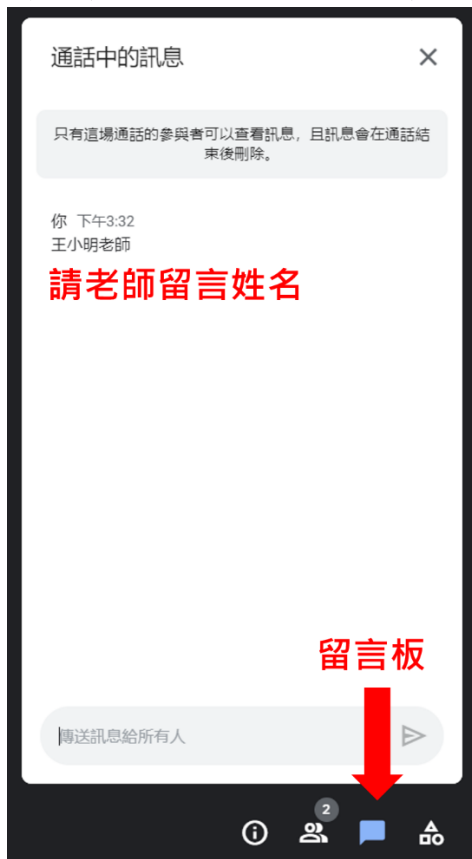 通話中的訊息
只有這場通話的參與者可以查看訊息，且訊息會在通話結
束後刪除。
你 下午3:32
王小明老師
請老師留言姓名
留言板
傳送訊息給所有人
2